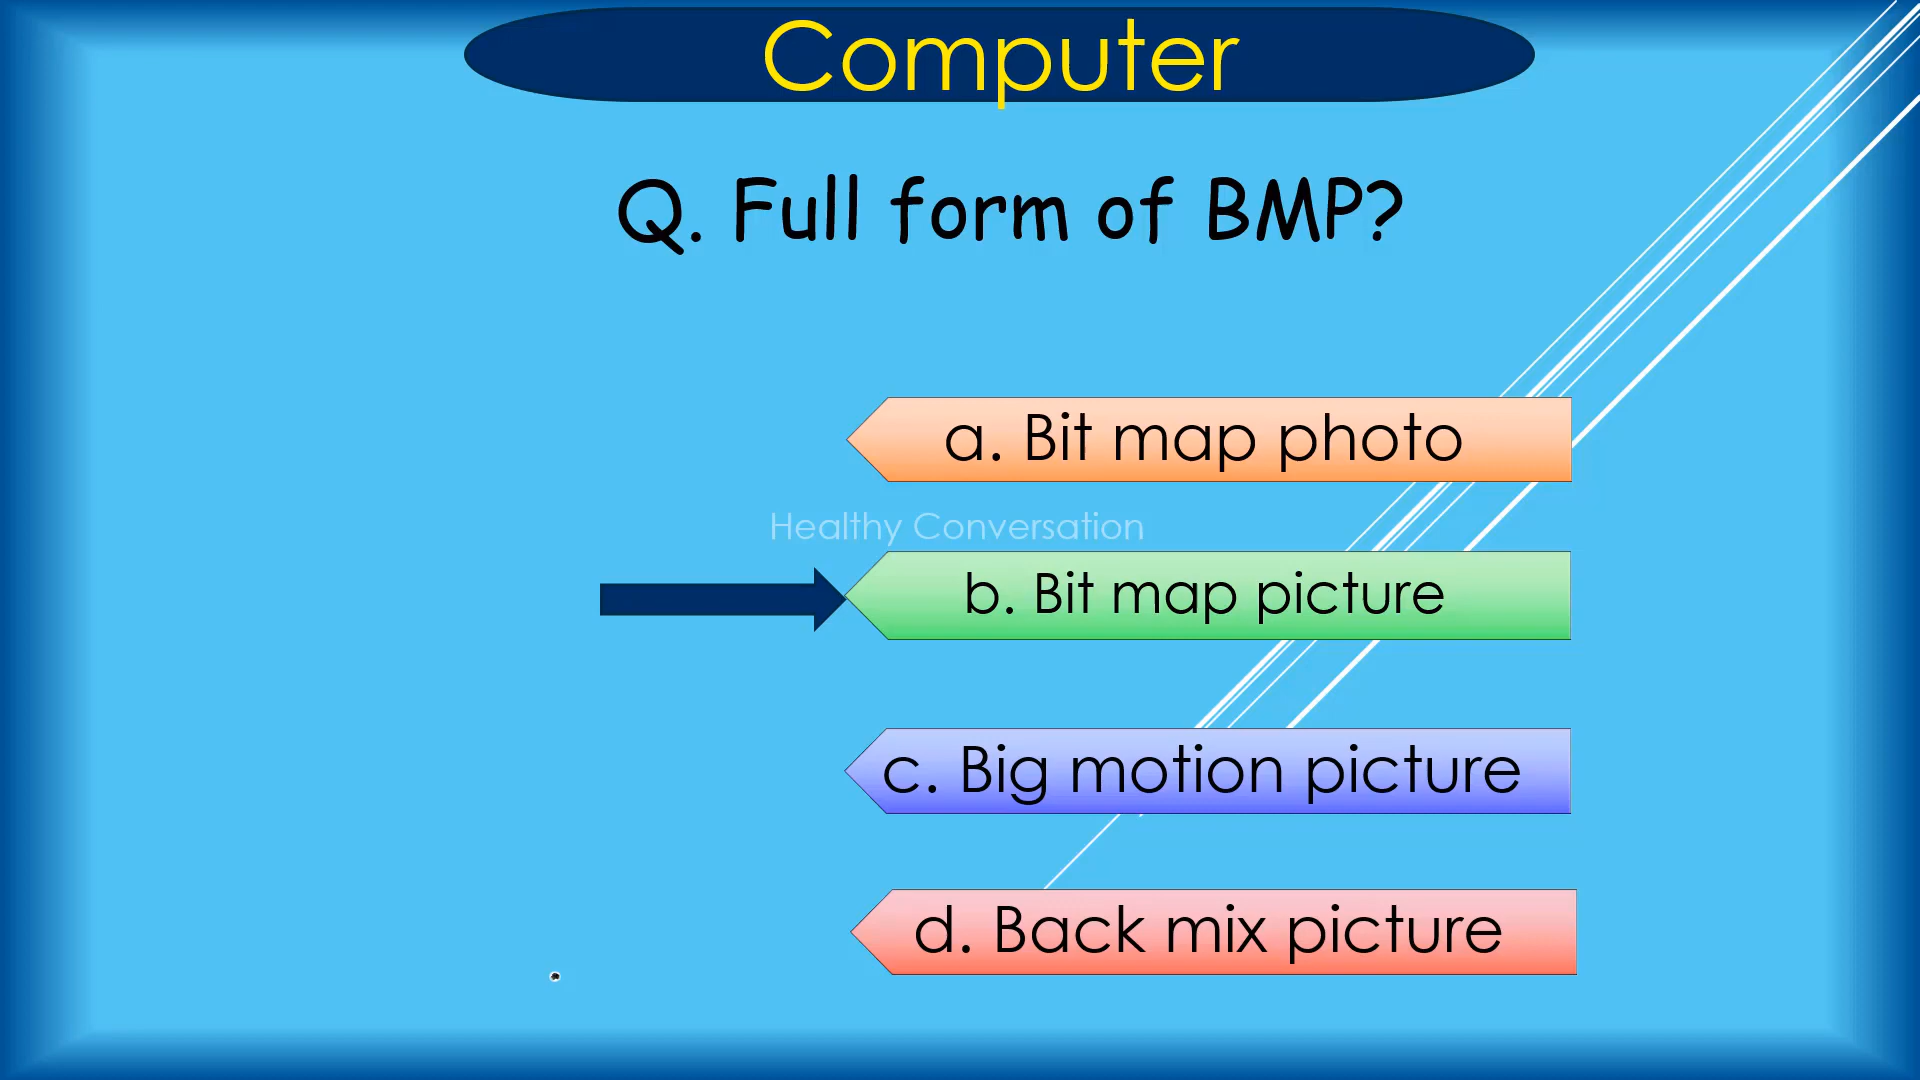 Computer
Q. Full form of BMP?
a. Bit map photo
Healthy Conversation
b. Bit map picture
c. Big motion picture
d. Back mix picture